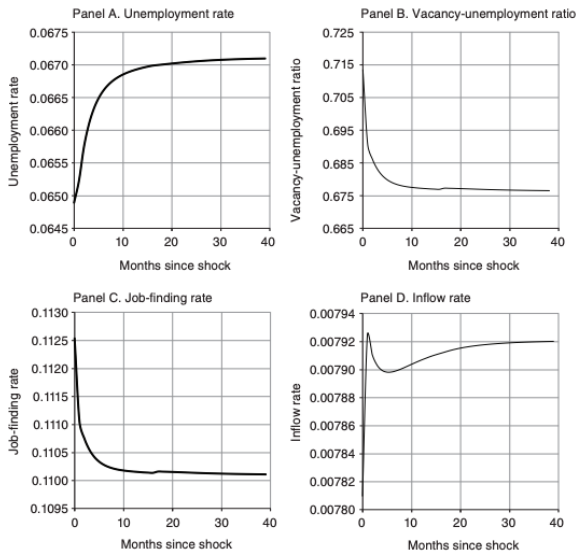 Panel A. Unemployment rate
Unemployment rate
0.0675
0.0670
0.0665
0.0660
0.0655
0.0650
0.0645
0 10 20 30 40
Months since shock
Panel B. Vacancy-unemployment ratio
Vacancy-unemployment ratio
0.725
0.715
0.705
0.695
0.685
0.675
0.665
0 10 20 30 40
Months since shock
Panel C. Job-finding rate
Job-finding rate
0.1130
0.1125
0.1120
0.1115
0.1110
0.1105
0.1100
0.1095
0 10 20 30 40
Months since shock
Panel D. Inflow rate
Inflow rate
0.00794
0.00792
0.00790
0.00788
0.00786
0.00784
0.00782
0.00780
0 10 20 30 40
Months since shock